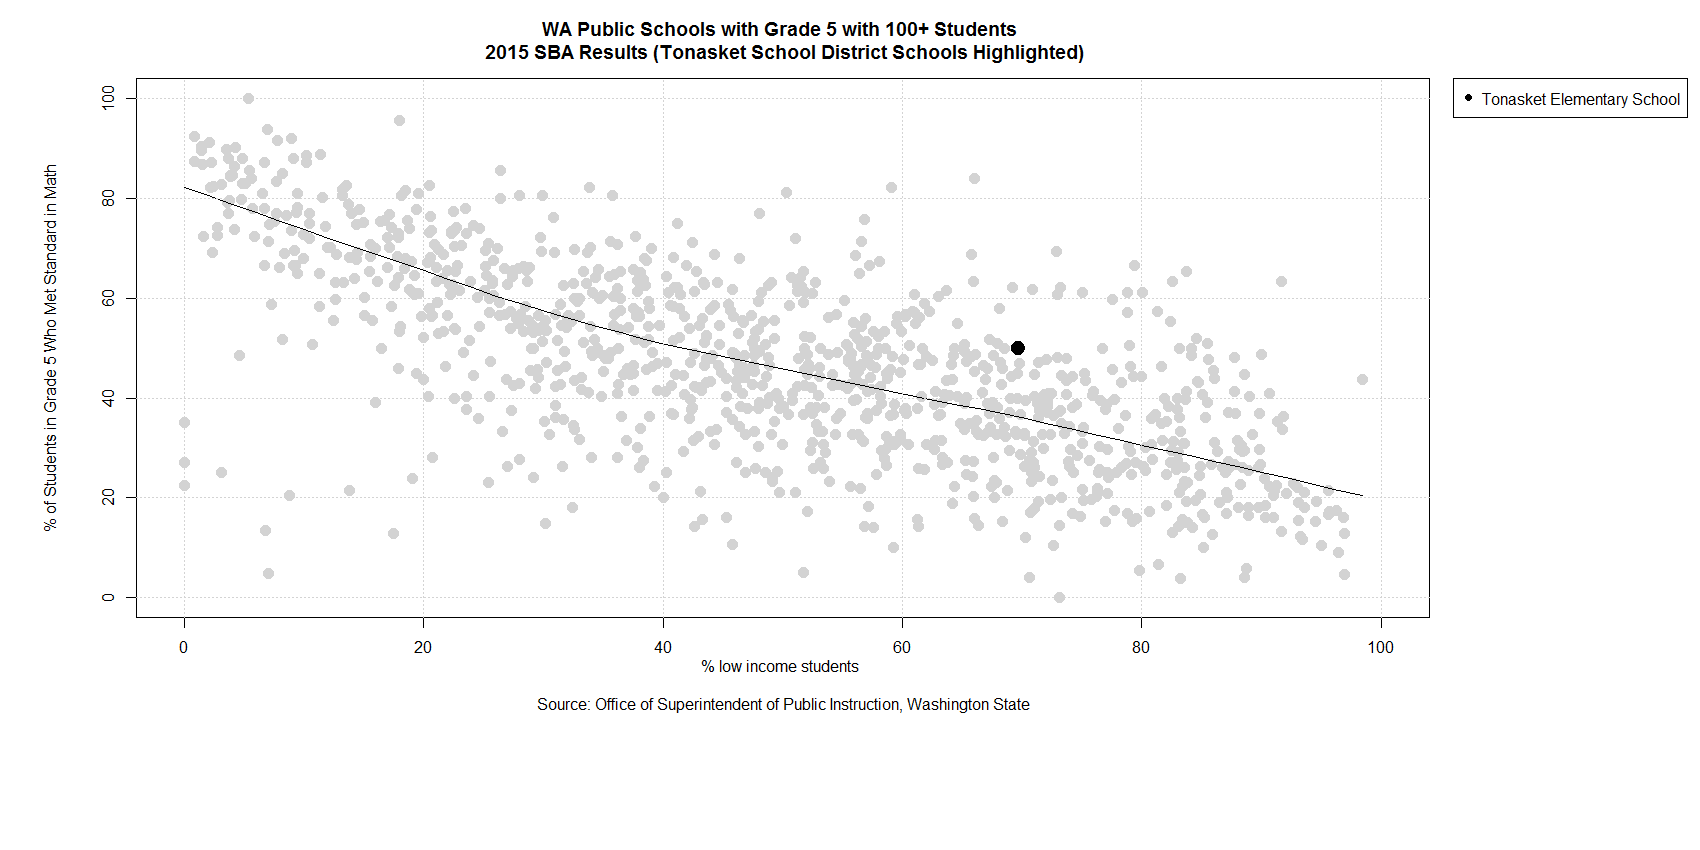 WA Public Schools with Grade 5 with 100+ Students
2015 SBA Results (Tonasket School District Schools Highlighted)
Tonasket Elementary School
% of Students in Grade 5 Who Met Standard in Math
100
80
60
40
20
0
0 20 40 60 80 100
% low income students
Source: Office of Superintendent of Public Instruction, Washington State